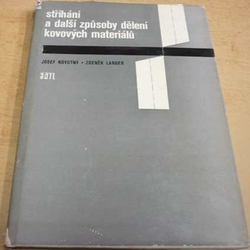 stříhání
a další způsoby dělení
kovových materiálů
JOSEF NOVOTNÝ • ZDENĚK LANGER
SNTL